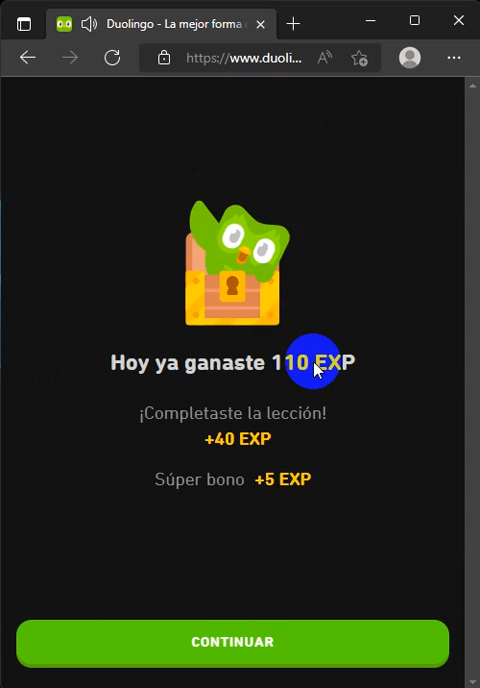 Duolingo - La mejor forma
https://www.duoli...
Hoy ya ganaste 110 EXP
¡Completaste la lección!
+40 EXP
Súper bono +5 EXP
CONTINUAR